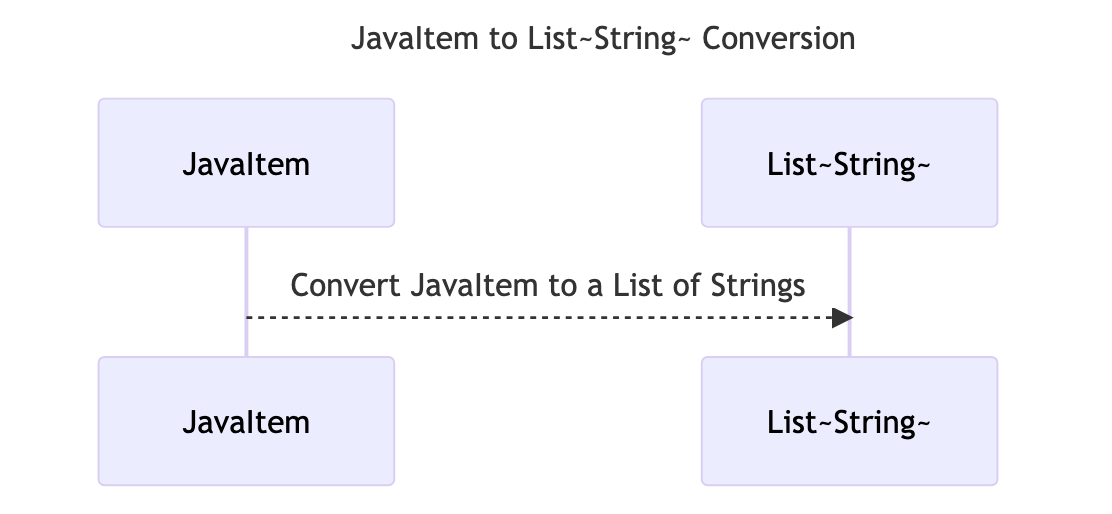 JavaItem to List~String~ Conversion
JavaItem
List~String~
Convert JavaItem to a List of Strings
JavaItem
List~String~